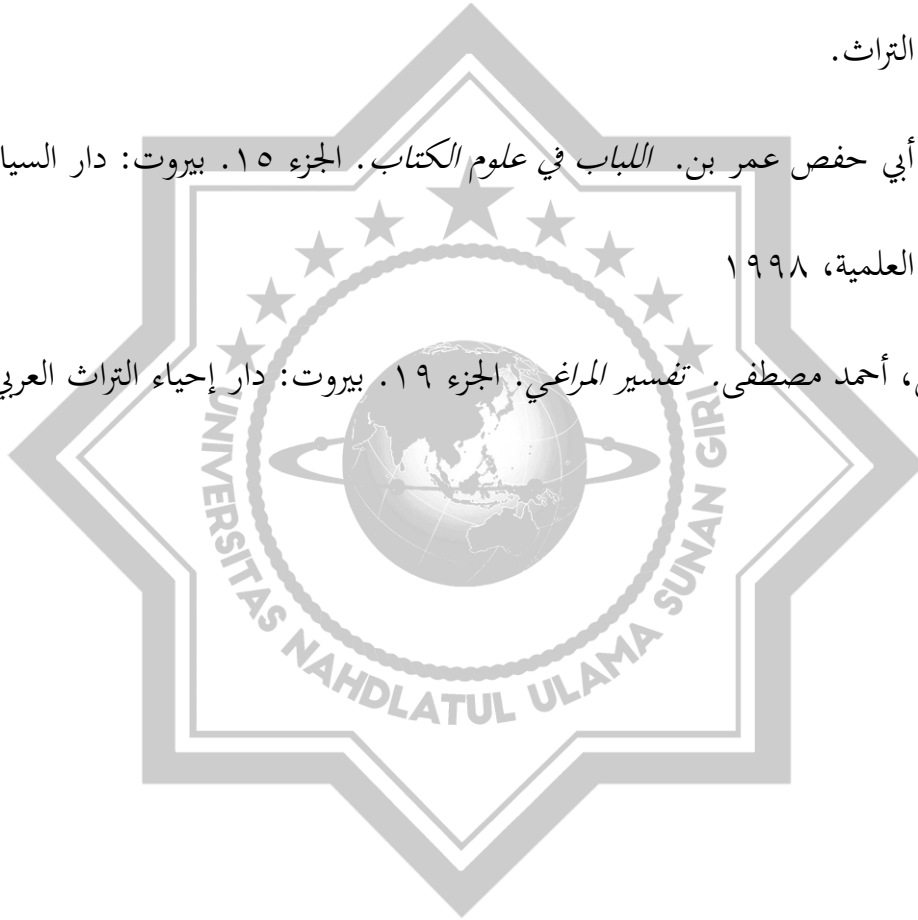 التراث.
أبي حفص عمر بن. اللباب في علوم الكتاب. الجزء ١٥. بيروت: دار
العلمية، ١٩٩٨
أحمد مصطفى. تفسير المراغي. الجزء ١٩. بيروت: دار إحياء التراث العربي
UNIVERSITAS NAHDLATUL ULAMA SUNAN GIRI